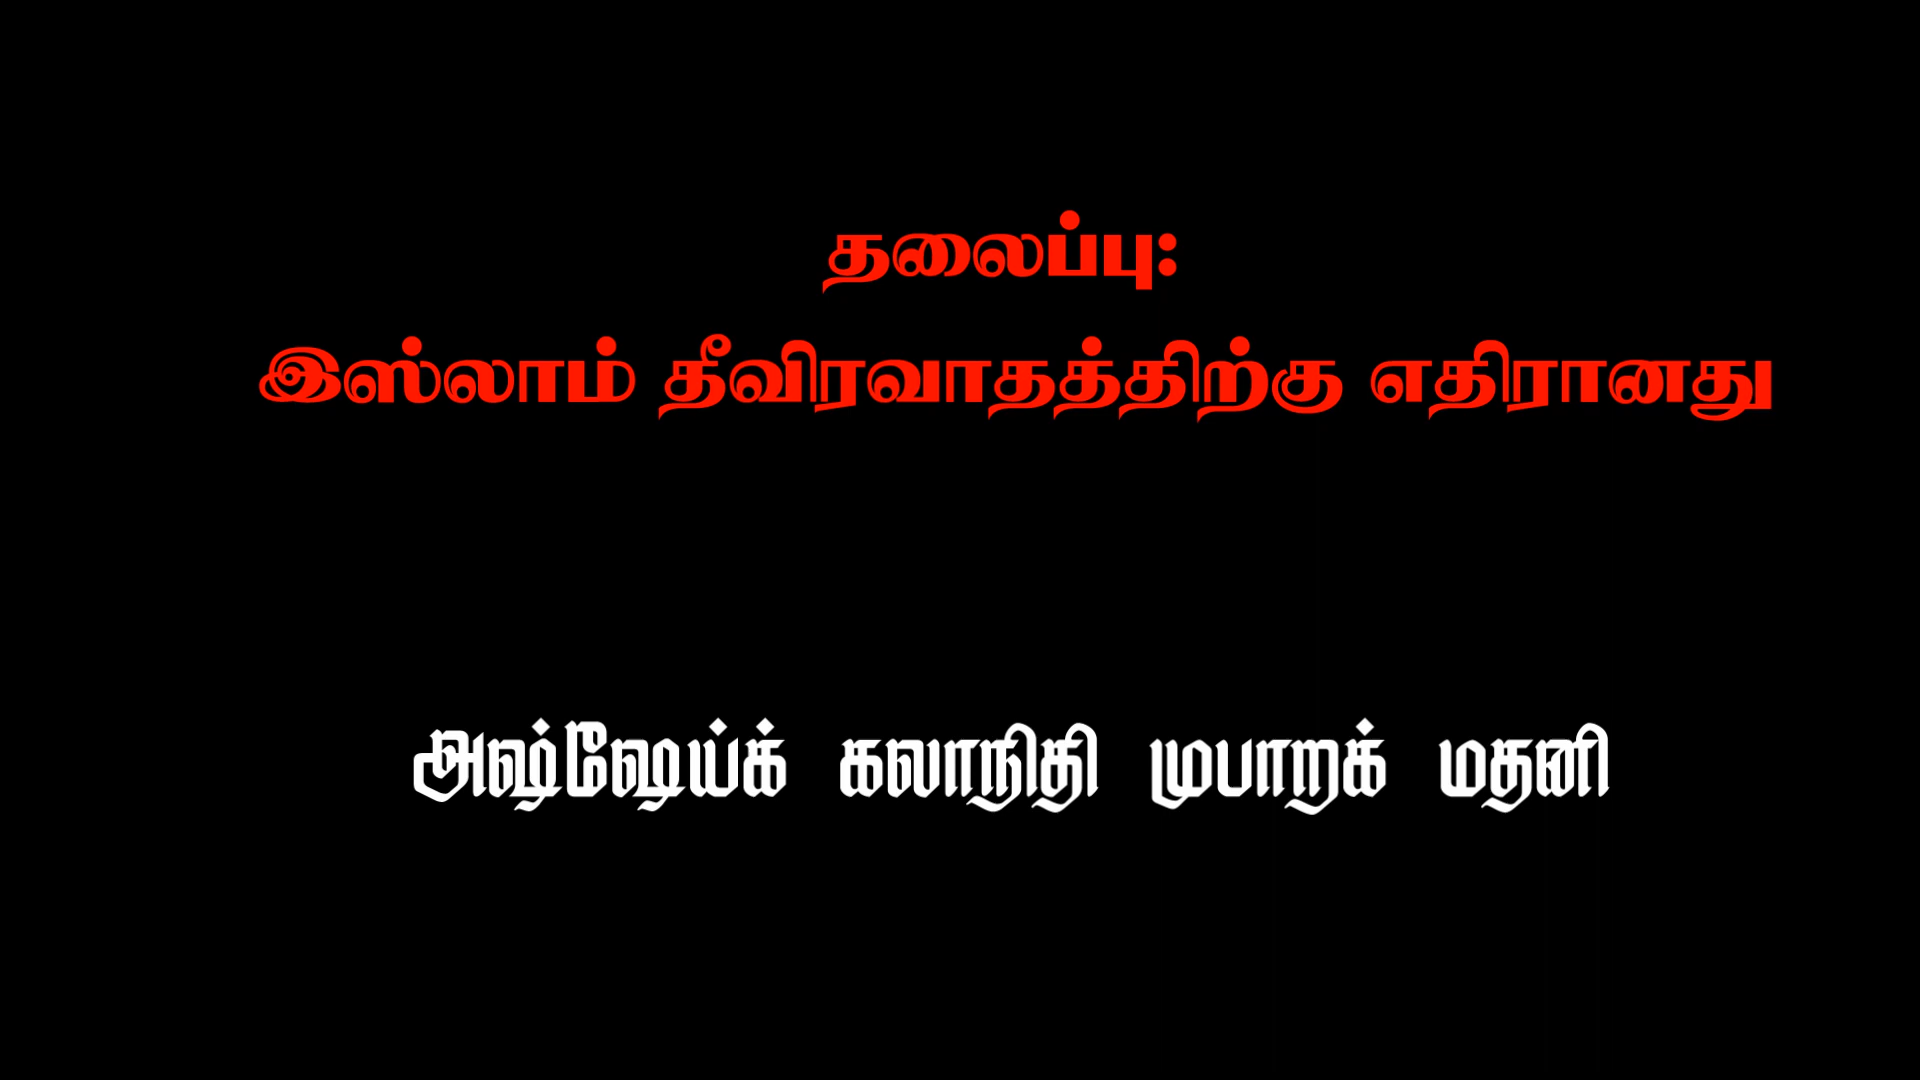 தலைப்பு:
இஸ்லாம் தீவிரவாதத்திற்கு எதிரானது
அஷ்ஷேய்க் கலாநிதி முபாறக் மதனி